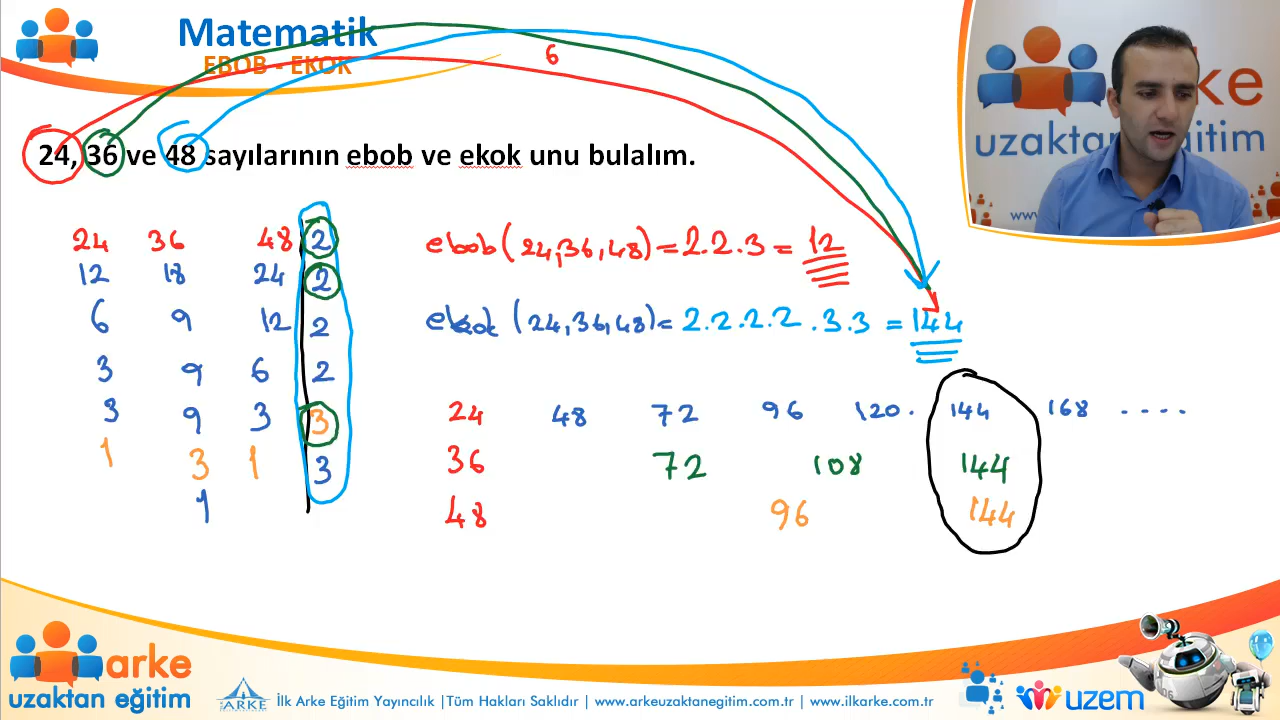 Matematik
EBOB - EKOK
6
arke
uzaktan eğitim
www
24, 36 ve 48 sayılarının ebob ve ekok unu bulalım.
24 36 48 2
12 18 24 2
6 9 12 2
3 9 6 2
3 9 3 3
1 3 1 3
1
ebob (24,36,48) = 2.2.3 = 12
ekok (24,36,48) = 2.2.2.2.3.3 = 144
24 48 72 96 120. 144 168 ....
36 72 108 144
48 96 144
arke
uzaktan eğitim
ARKE
İlk Arke Eğitim Yayıncılık |Tüm Hakları Saklıdır | www.arkeuzaktanegitim.com.tr | www.ilkarke.com.tr
uzem